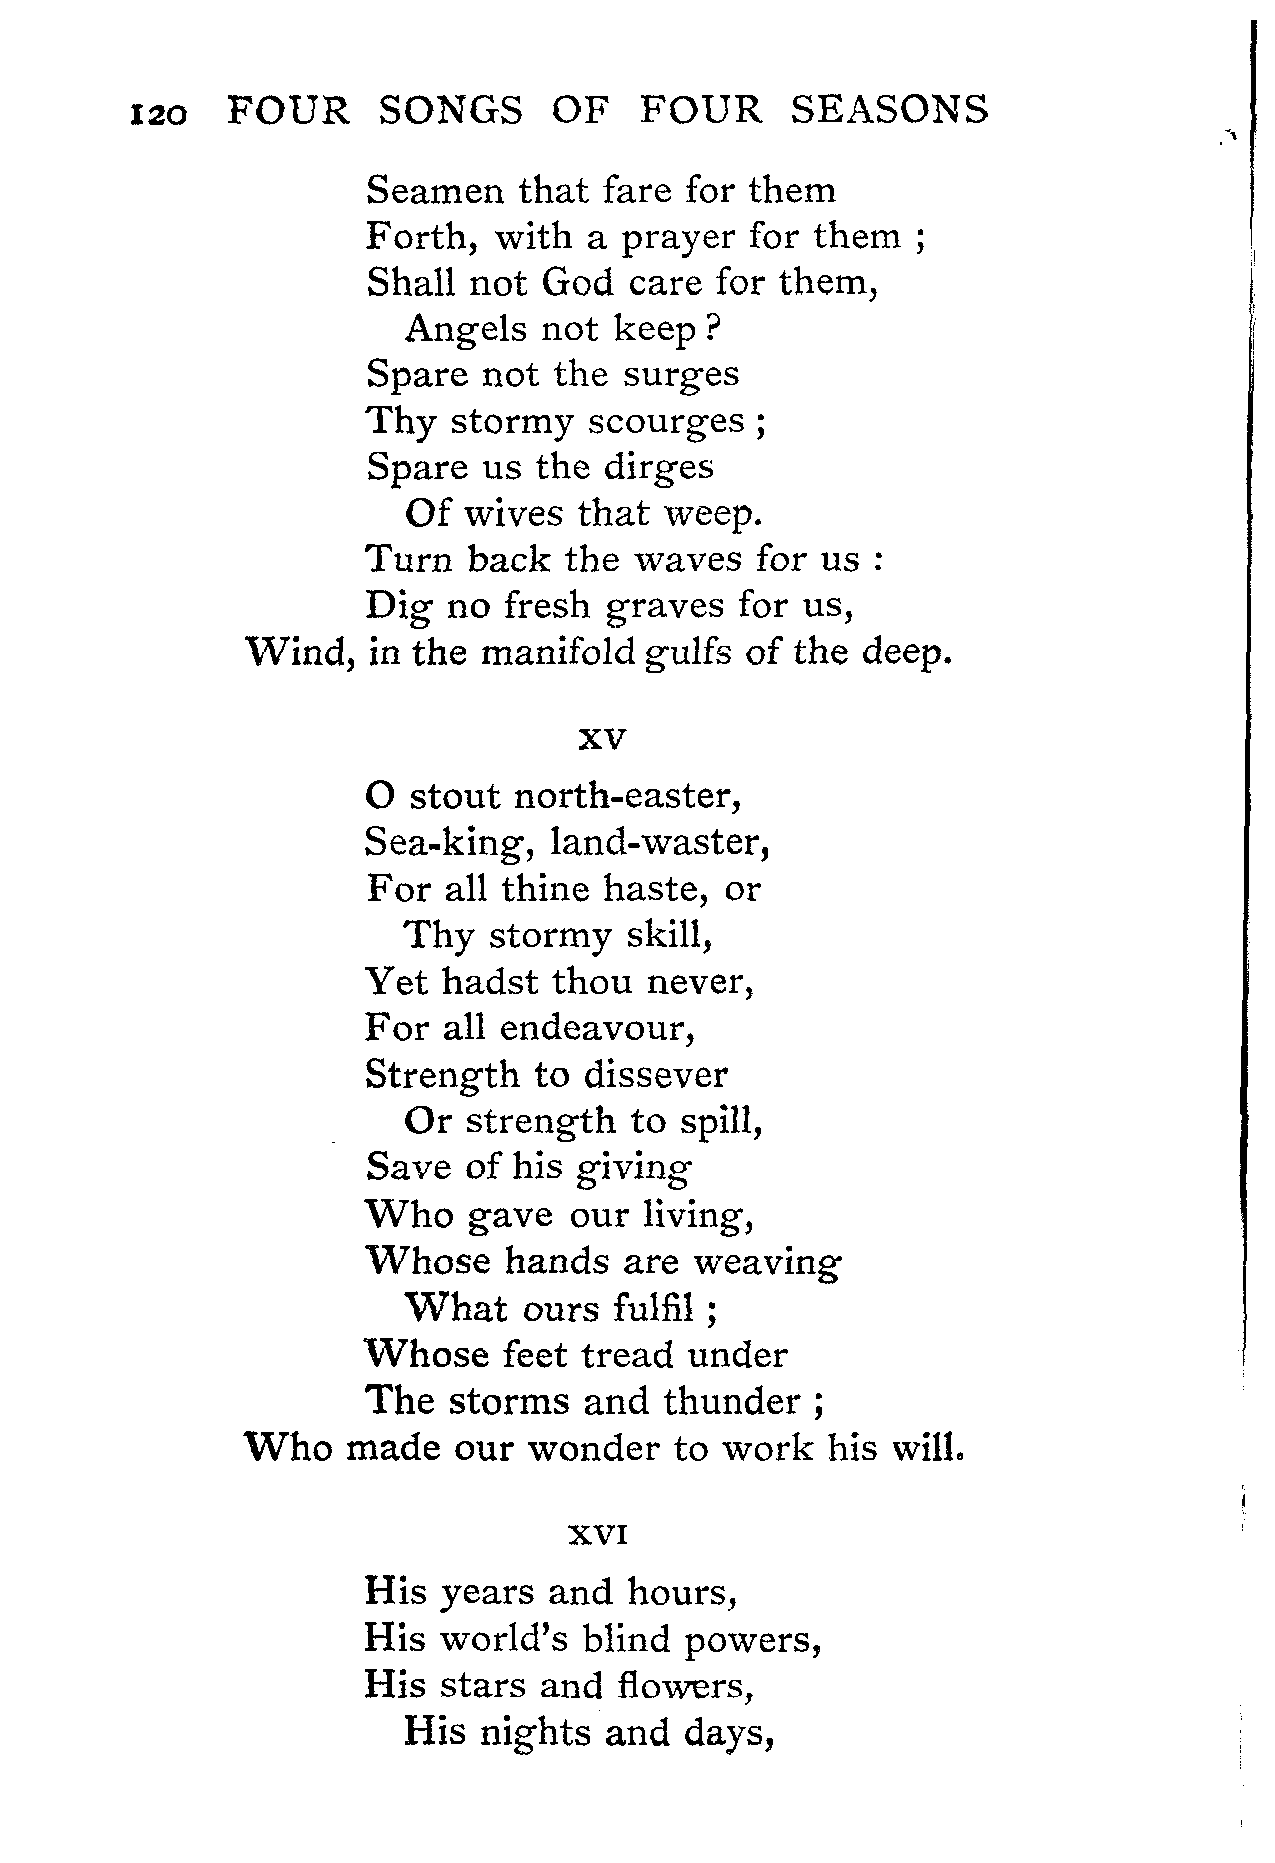 120 FOUR SONGS OF FOUR SEASONS
Seamen that fare for them
Forth, with a prayer for them ;
Shall not God care for them,
Angels not keep ?
Spare not the surges
Thy stormy scourges ;
Spare us the dirges
Of wives that weep.
Turn back the waves for us :
Dig no fresh graves for us,
Wind, in the manifold gulfs of the deep.
XV
O stout north-easter,
Sea-king, land-waster,
For all thine haste, or
Thy stormy skill,
Yet hadst thou never,
For all endeavour,
Strength to dissever
Or strength to spill,
Save of his giving
Who gave our living,
Whose hands are weaving
What ours fulfil ;
Whose feet tread under
The storms and thunder ;
Who made our wonder to work his will.
XVI
His years and hours,
His world's blind powers,
His stars and flowers,
His nights and days,